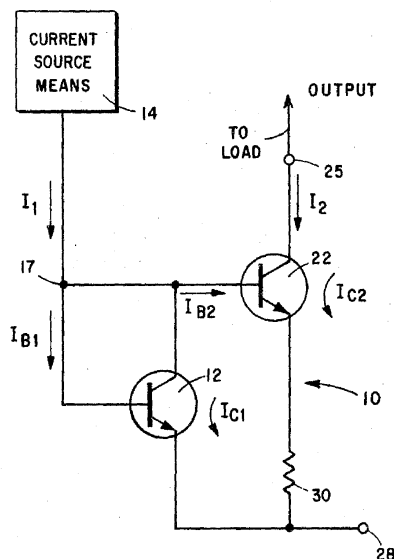 CURRENT
SOURCE
MEANS
14
OUTPUT
TO
LOAD
25
I1
I2
17
22
IB2
IC2
IB1
12
10
IC1
30
28